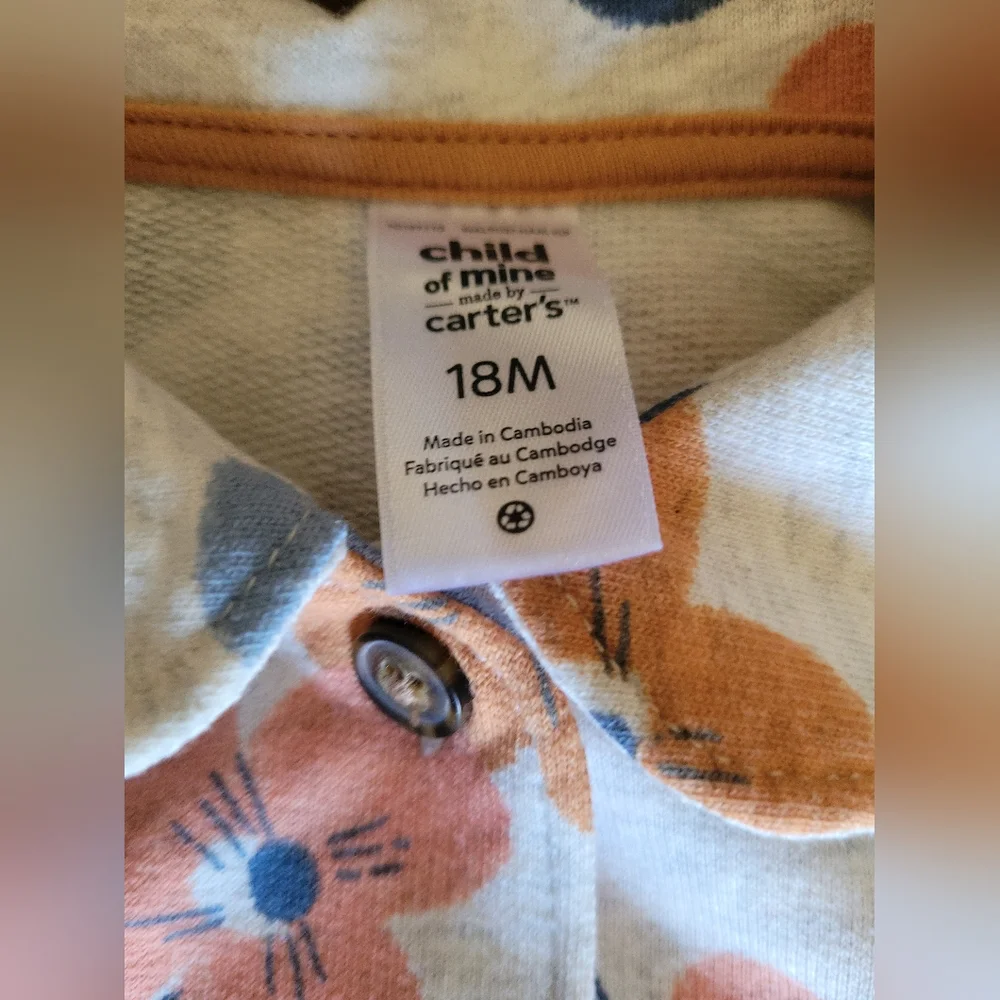 child
of mine
made by
carter's™
18M
Made in Cambodia
Fabriqué au Cambodge
Hecho en Camboya